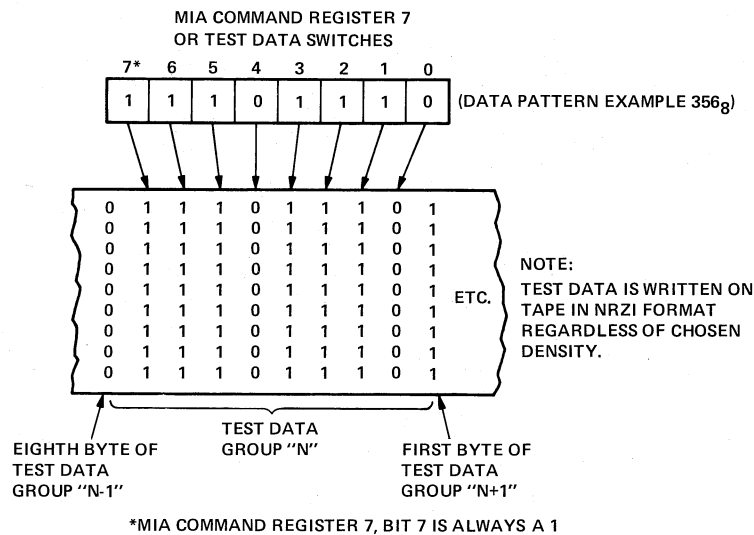 MIA COMMAND REGISTER 7
OR TEST DATA SWITCHES
7* 6 5 4 3 2 1 0
1 1 1 0 1 1 1 0 (DATA PATTERN EXAMPLE 356₈)
0 1 1 1 0 1 1 1 0 1
0 1 1 1 0 1 1 1 0 1
0 1 1 1 0 1 1 1 0 1
0 1 1 1 0 1 1 1 0 1
0 1 1 1 0 1 1 1 0 1
0 1 1 1 0 1 1 1 0 1
0 1 1 1 0 1 1 1 0 1
0 1 1 1 0 1 1 1 0 1
0 1 1 1 0 1 1 1 0 1
ETC.
NOTE:
TEST DATA IS WRITTEN ON
TAPE IN NRZI FORMAT
REGARDLESS OF CHOSEN
DENSITY.
EIGHTH BYTE OF
TEST DATA
GROUP "N-1"
TEST DATA
GROUP "N"
FIRST BYTE OF
TEST DATA
GROUP "N+1"
*MIA COMMAND REGISTER 7, BIT 7 IS ALWAYS A 1